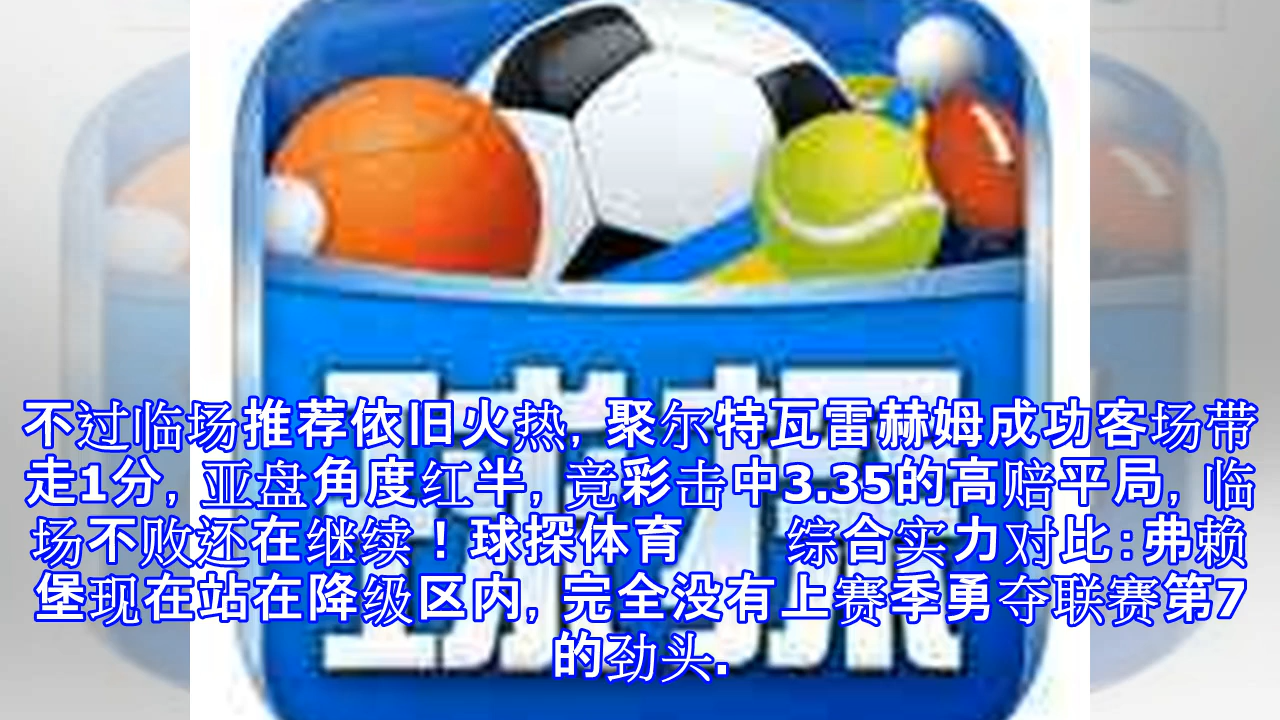 球探
不过临场推荐依旧火热, 聚尔特瓦雷赫姆成功客场带
走1分, 亚盘角度红半, 竞彩击中3.35的高赔平局, 临
场不败还在继续！球探体育　　综合实力对比:弗赖
堡现在站在降级区内, 完全没有上赛季勇夺联赛第7
的劲头.